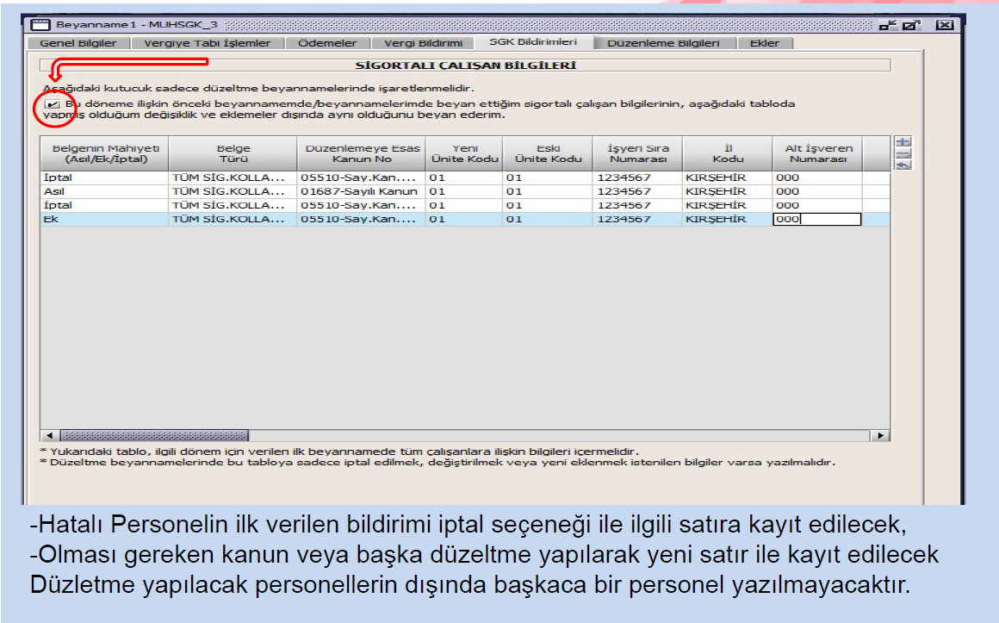 Beyanname1 - MUHSGK_3
Genel Bilgiler Vergiye Tabi İşlemler Ödemeler Vergi Bildirimi SGK Bildirimleri Düzenleme Bilgileri Ekler
SİGORTALI ÇALIŞAN BİLGİLERİ
Aşağıdaki kutucuk sadece düzeltme beyannamelerinde işaretlenmelidir.
Bu döneme ilişkin önceki beyannamemde/beyannamelerimde beyan ettiğim sigortalı çalışan bilgilerinin, aşağıdaki tabloda
yapmış olduğum değişiklik ve eklemeler dışında aynı olduğunu beyan ederim.
Belgenin Mahiyeti Belge Düzenlemeye Esas Yeni Eski İşyeri Sıra İl Alt İşveren
(Asıl/Ek/İptal) Türü Kanun No Ünite Kodu Ünite Kodu Numarası Kodu Numarası
İptal TÜM SİG.KOLLA... 05510-Say.Kan.... 01 01 1234567 KIRŞEHİR 000
Asıl TÜM SİG.KOLLA... 01687-Sayılı Kanun 01 01 1234567 KIRŞEHİR 000
İptal TÜM SİG.KOLLA... 05510-Say.Kan.... 01 01 1234567 KIRŞEHİR 000
Ek TÜM SİG.KOLLA... 05510-Say.Kan.... 01 01 1234567 KIRŞEHİR 000
* Yukarıdaki tablo, ilgili dönem için verilen ilk beyannamede tüm çalışanlara ilişkin bilgileri içermelidir.
* Düzeltme beyannamelerinde bu tabloya sadece iptal edilmek, değiştirilmek veya yeni eklenmek istenilen bilgiler varsa yazılmalıdır.
-Hatalı Personelin ilk verilen bildirimi iptal seçeneği ile ilgili satıra kayıt edilecek,
-Olması gereken kanun veya başka düzeltme yapılarak yeni satır ile kayıt edilecek
Düzletme yapılacak personellerin dışında başkaca bir personel yazılmayacaktır.